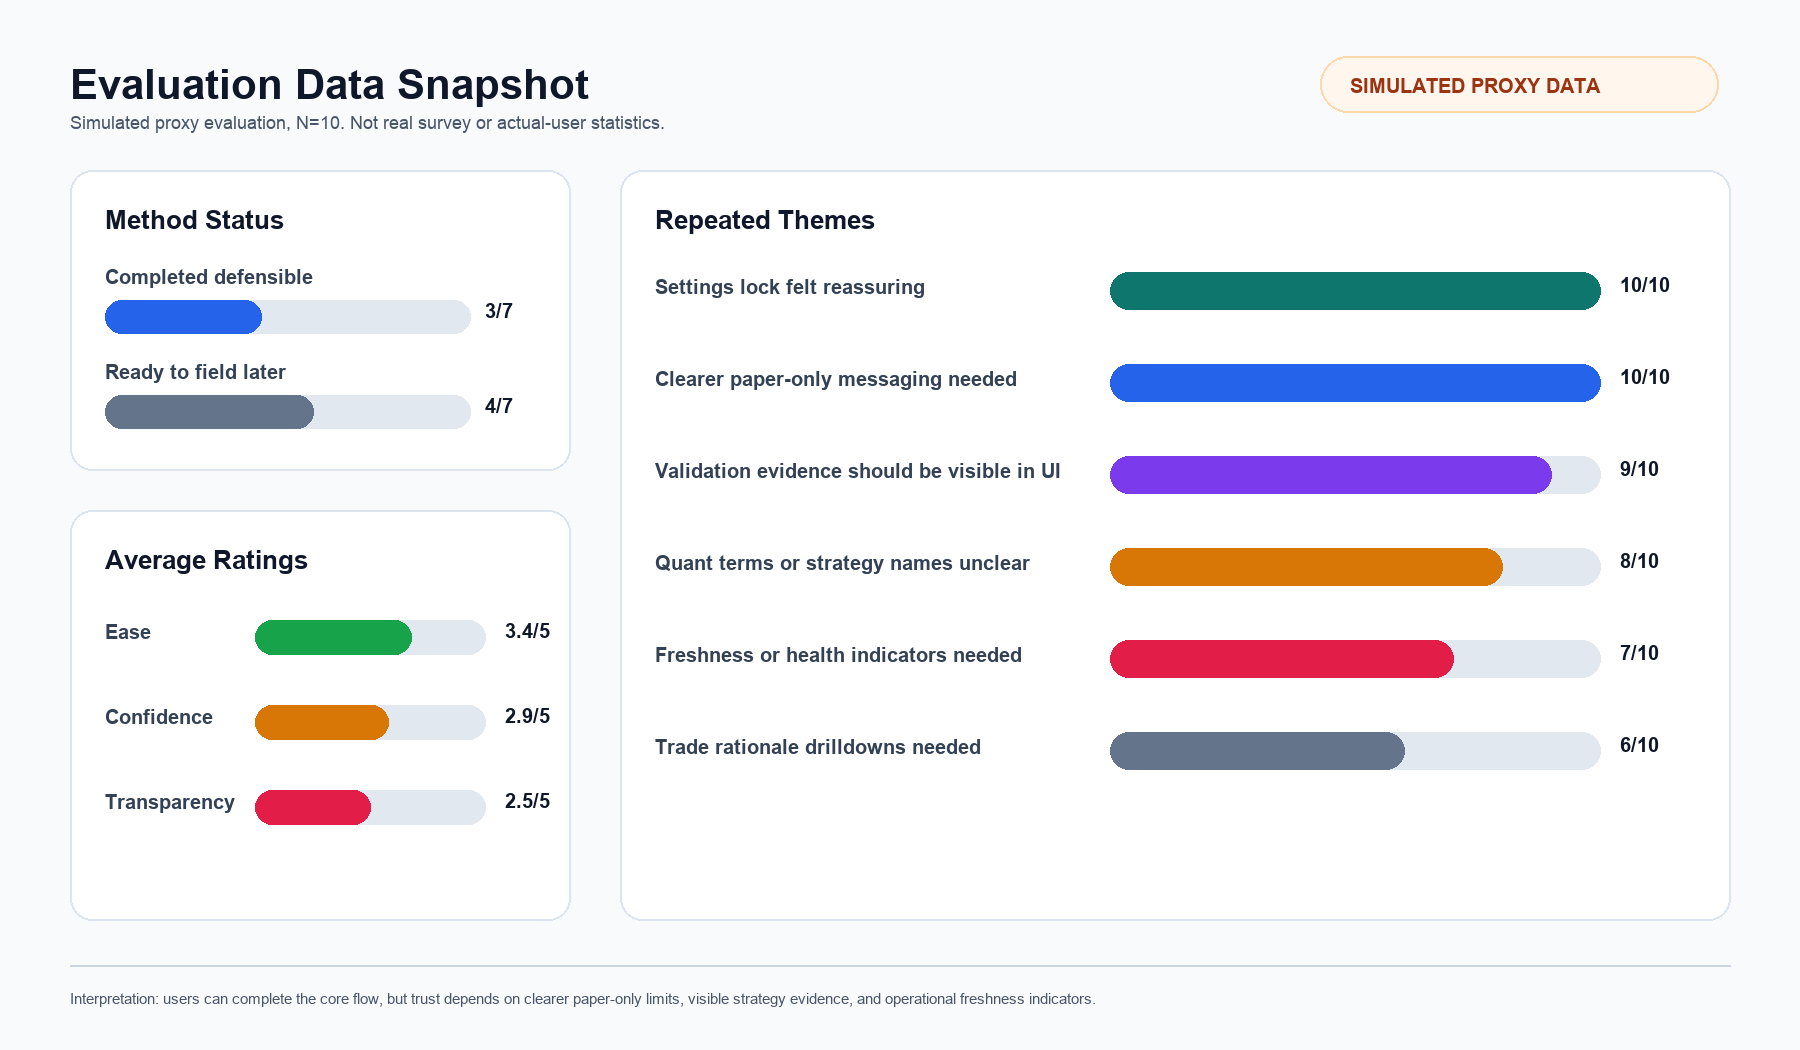 Evaluation Data Snapshot
SIMULATED PROXY DATA
Simulated proxy evaluation, N=10. Not real survey or actual-user statistics.
Method Status
Completed defensible
3/7
Ready to field later
4/7
Average Ratings
Ease
3.4/5
Confidence
2.9/5
Transparency
2.5/5
Repeated Themes
Settings lock felt reassuring
10/10
Clearer paper-only messaging needed
10/10
Validation evidence should be visible in UI
9/10
Quant terms or strategy names unclear
8/10
Freshness or health indicators needed
7/10
Trade rationale drilldowns needed
6/10
Interpretation: users can complete the core flow, but trust depends on clearer paper-only limits, visible strategy evidence, and operational freshness indicators.